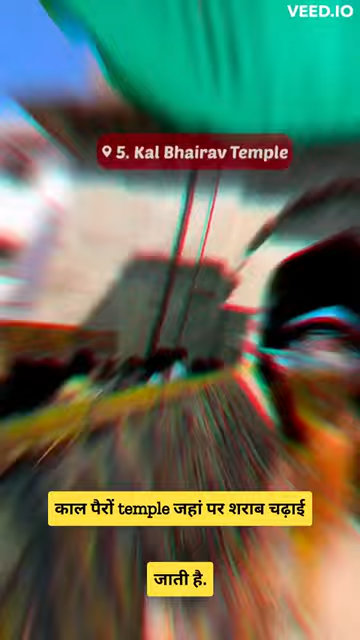 VEED.IO
5. Kal Bhairav Temple
काल पैरों temple जहां पर शराब चढ़ाई
जाती है.